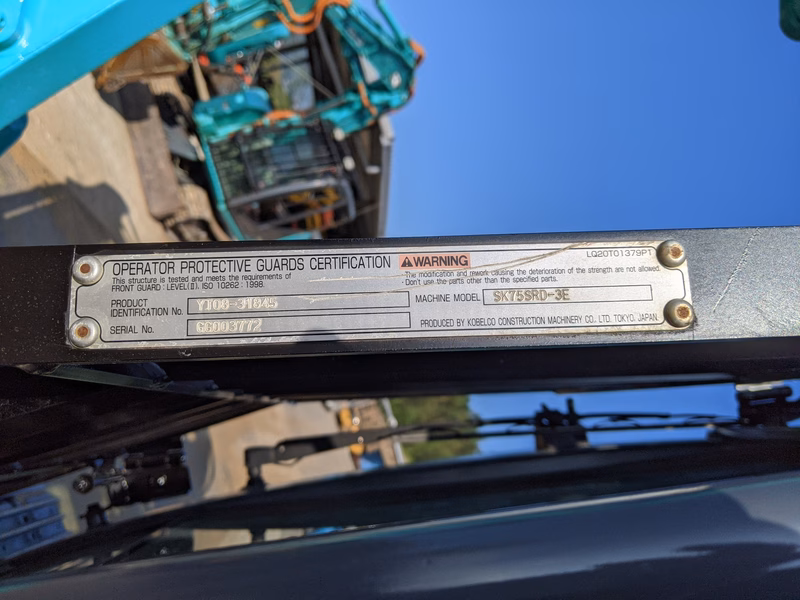 OPERATOR PROTECTIVE GUARDS CERTIFICATION
This structure is tested and meets the requirements of
FRONT GUARD : LEVEL(II). ISO 10262 : 1998.
PRODUCT
IDENTIFICATION No. YT08-31845
SERIAL No. GG003772
⚠WARNING
LQ20T01379P1
The modification and rework causing the deterioration of the strength are not allowed.
Don't use the parts other than the specified parts.
MACHINE MODEL SK75SRD-3E
PRODUCED BY KOBELCO CONSTRUCTION MACHINERY CO., LTD. TOKYO, JAPAN.